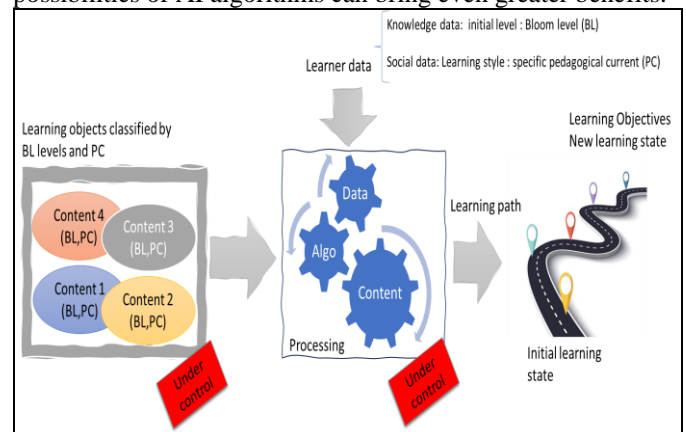 possibilities of AI algorithms can bring even greater benefits.
Knowledge data: initial level : Bloom level (BL)
Social data: Learning style : specific pedagogical current (PC)
Learner data
Learning objects classified by
BL levels and PC
Content 4
(BL,PC)
Content 3
(BL,PC)
Content 1
(BL,PC)
Content 2
(BL,PC)
Under
control
Data
Algo
Content
Processing
Under
control
Learning path
Learning Objectives
New learning state
Initial learning
state